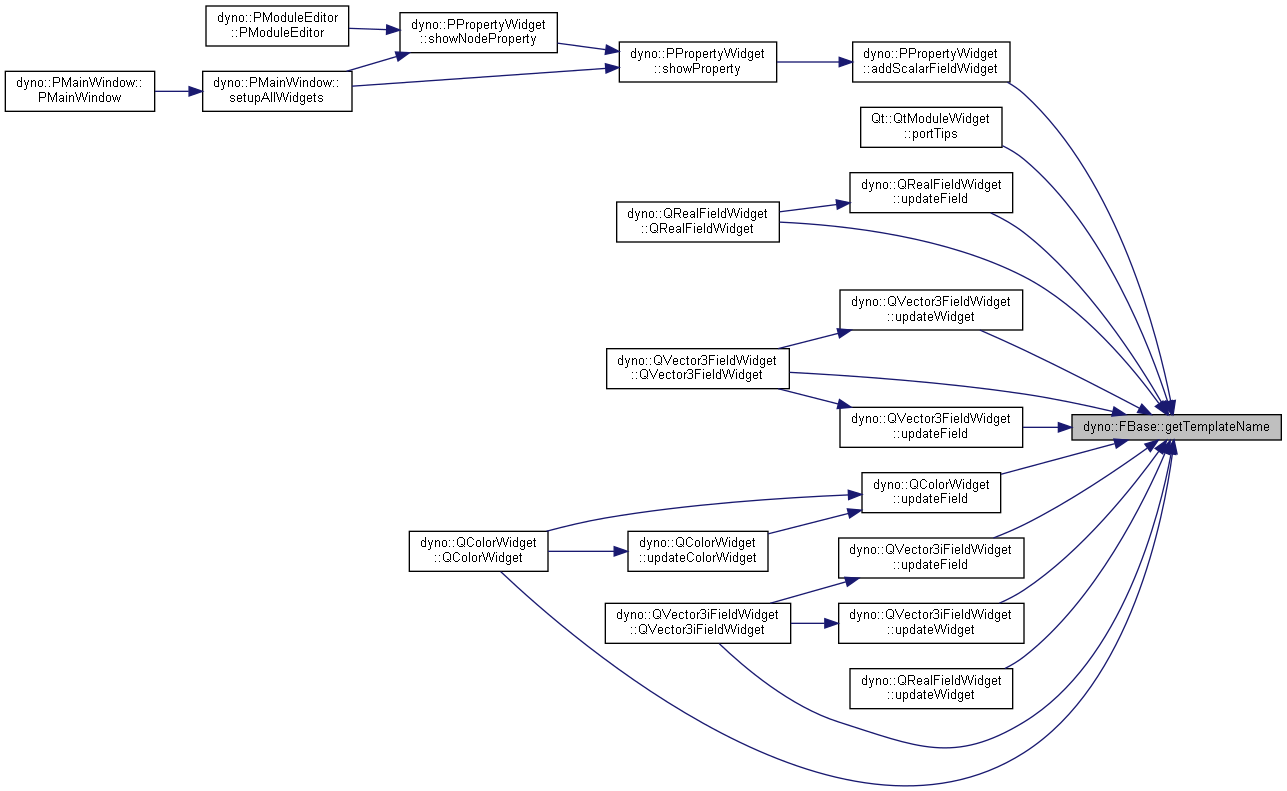 dyno::PModuleEditor
::PModuleEditor
dyno::PPropertyWidget
::showNodeProperty
dyno::PPropertyWidget
::showProperty
dyno::PPropertyWidget
::addScalarFieldWidget
dyno::PMainWindow::
PMainWindow
dyno::PMainWindow::
setupAllWidgets
Qt::QtModuleWidget
::portTips
dyno::QRealFieldWidget
::updateField
dyno::QRealFieldWidget
::QRealFieldWidget
dyno::QVector3FieldWidget
::updateWidget
dyno::QVector3FieldWidget
::QVector3FieldWidget
dyno::QVector3FieldWidget
::updateField
dyno::FBase::getTemplateName
dyno::QColorWidget
::updateField
dyno::QColorWidget
::QColorWidget
dyno::QColorWidget
::updateColorWidget
dyno::QVector3iFieldWidget
::updateField
dyno::QVector3iFieldWidget
::QVector3iFieldWidget
dyno::QVector3iFieldWidget
::updateWidget
dyno::QRealFieldWidget
::updateWidget